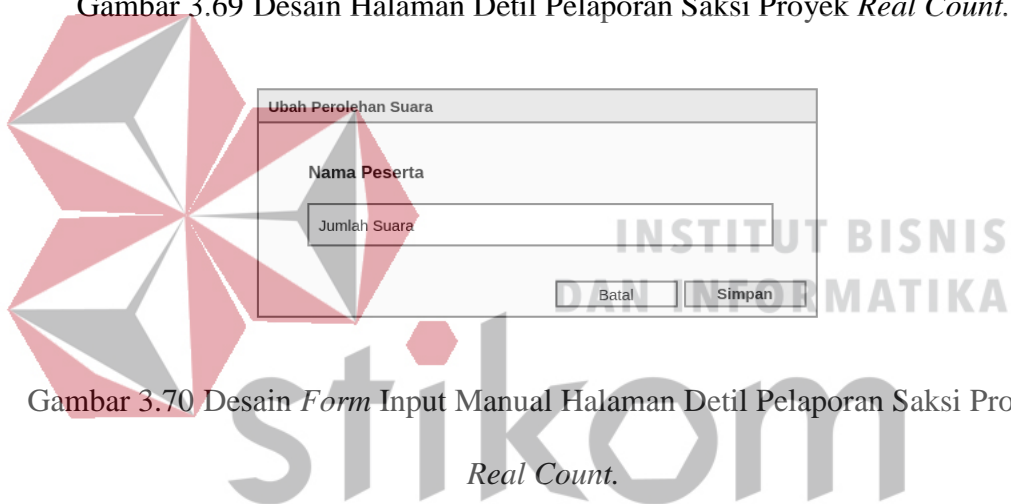 Gambar 3.69 Desain Halaman Detil Pelaporan Saksi Proyek Real Count.
Ubah Perolehan Suara
Nama Peserta
Jumlah Suara
INSTITUT BISNIS
DAN INFORMATIKA
Batal
Simpan
stikom
Gambar 3.70 Desain Form Input Manual Halaman Detil Pelaporan Saksi Pro
Real Count.